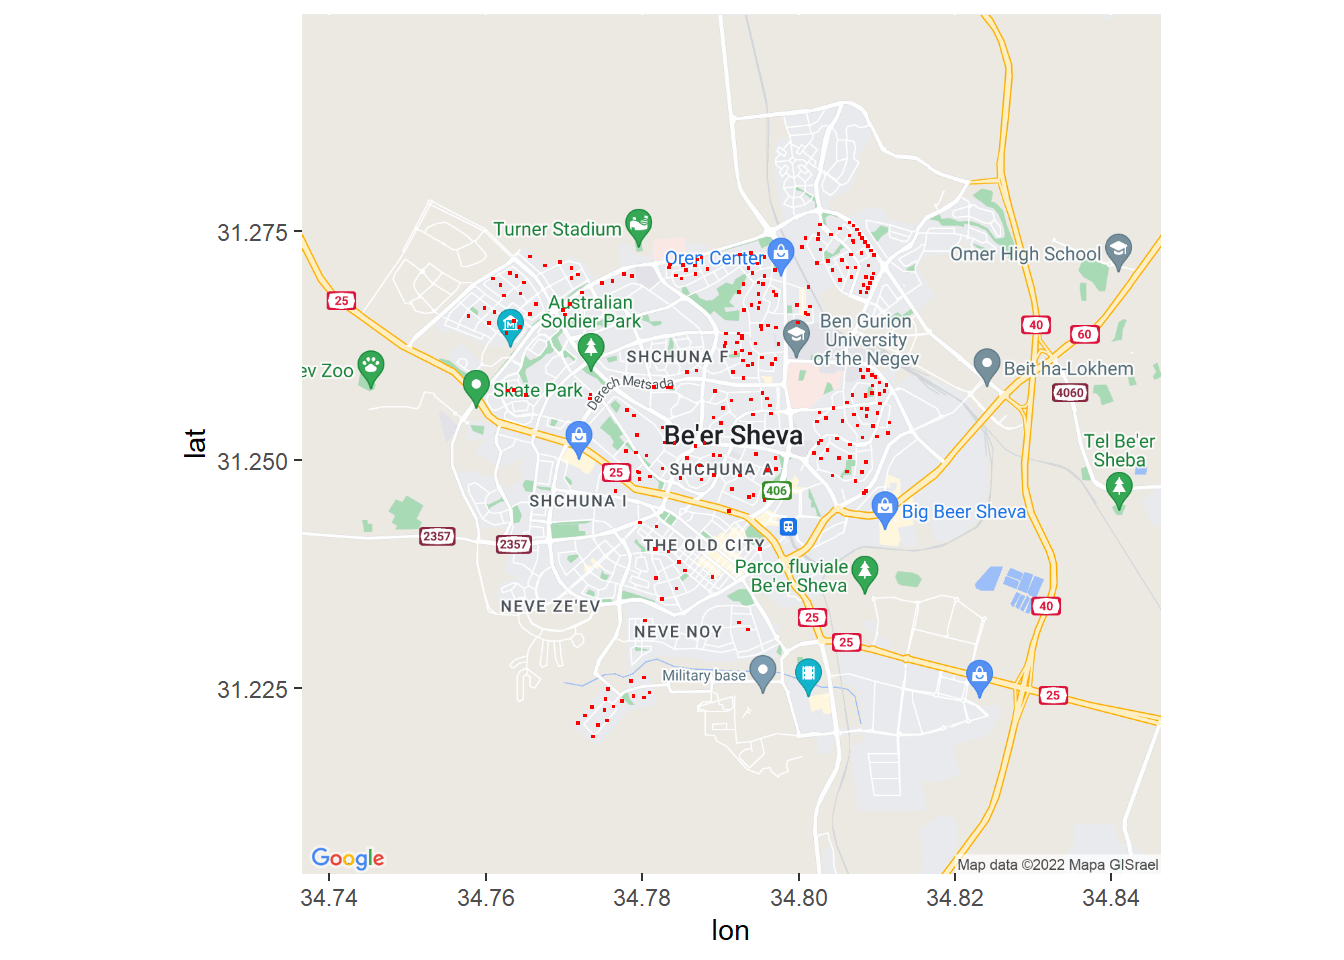 Turner Stadium
31.275
Oren Center
Omer High School
25
Australian
Soldier Park
40
60
Ben Gurion
University
of the Negev
SHCHUNA F
ev Zoo
Beit ha-Lokhem
Skate Park
Derech Metsada
4060
Be'er Sheva
Tel Be'er
Sheba
lat
31.250
25
SHCHUNA A
406
SHCHUNA I
Big Beer Sheva
2357
2357
THE OLD CITY
Parco fluviale
Be'er Sheva
NEVE ZE'EV
40
25
NEVE NOY
25
Military base
31.225
25
Google
Map data ©2022 Mapa GISrael
34.74
34.76
34.78
34.80
34.82
34.84
lon